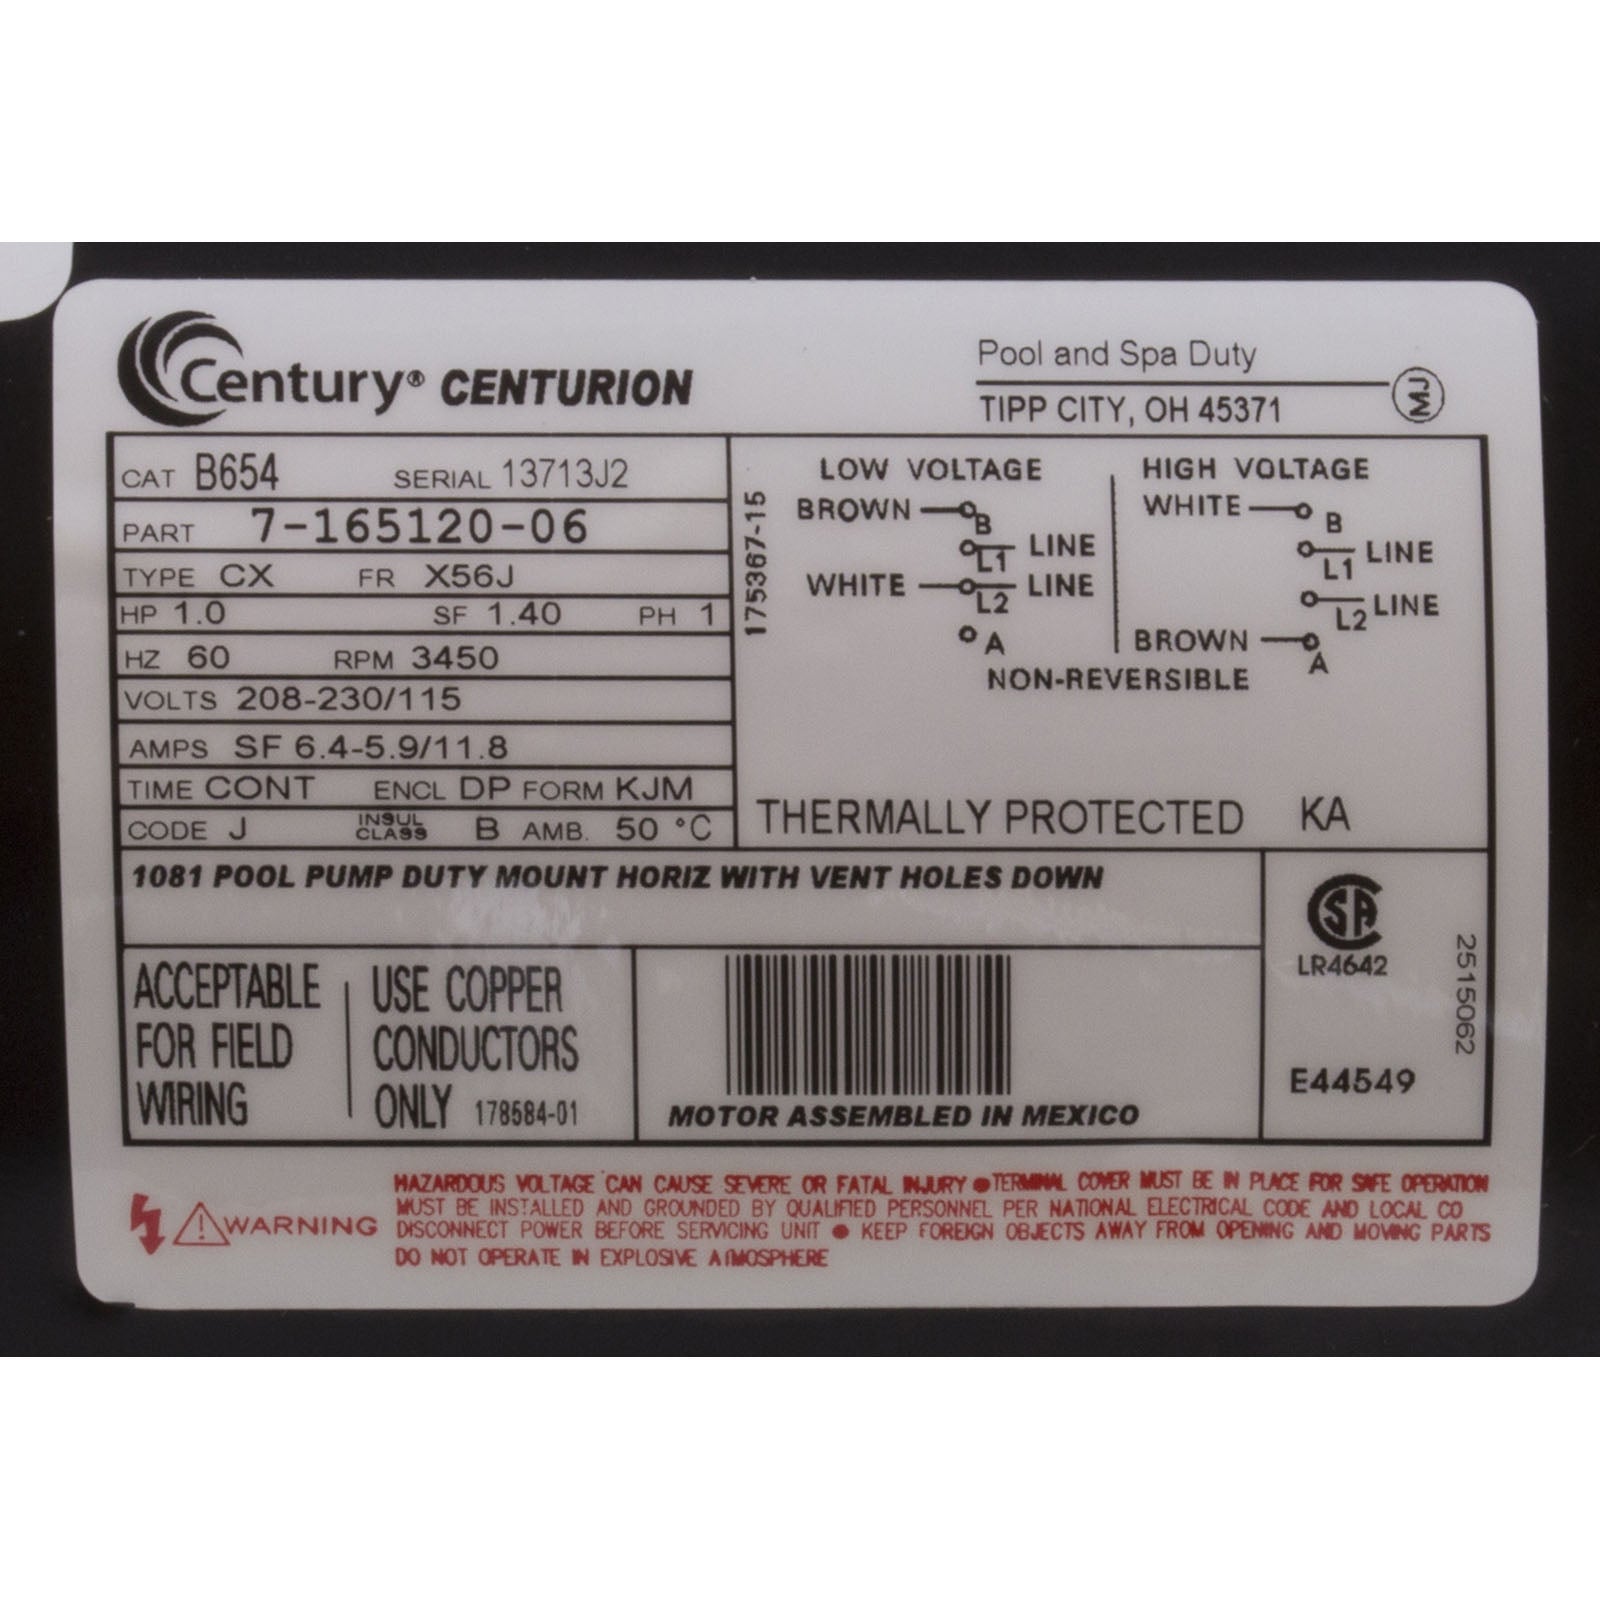 Century® CENTURION
Pool and Spa Duty
TIPP CITY, OH 45371
MJ
CAT B654 SERIAL 13713J2
PART 7-165120-06
TYPE CX FR X56J
HP 1.0 SF 1.40 PH 1
HZ 60 RPM 3450
VOLTS 208-230/115
AMPS SF 6.4-5.9/11.8
TIME CONT ENCL DP FORM KJM
CODE J INSUL CLASS B AMB. 50 °C
175367-15
LOW VOLTAGE
BROWN B
L1 LINE
WHITE L2 LINE
A
HIGH VOLTAGE
WHITE B
L1 LINE
L2 LINE
BROWN A
NON-REVERSIBLE
THERMALLY PROTECTED KA
1081 POOL PUMP DUTY MOUNT HORIZ WITH VENT HOLES DOWN
ACCEPTABLE
FOR FIELD
WIRING
USE COPPER
CONDUCTORS
ONLY 178584-01
MOTOR ASSEMBLED IN MEXICO
SA
LR4642
E44549
2515062
WARNING
HAZARDOUS VOLTAGE CAN CAUSE SEVERE OR FATAL INJURY ● TERMINAL COVER MUST BE IN PLACE FOR SAFE OPERATION
MUST BE INSTALLED AND GROUNDED BY QUALIFIED PERSONNEL PER NATIONAL ELECTRICAL CODE AND LOCAL CO
DISCONNECT POWER BEFORE SERVICING UNIT ● KEEP FOREIGN OBJECTS AWAY FROM OPENING AND MOVING PARTS
DO NOT OPERATE IN EXPLOSIVE ATMOSPHERE